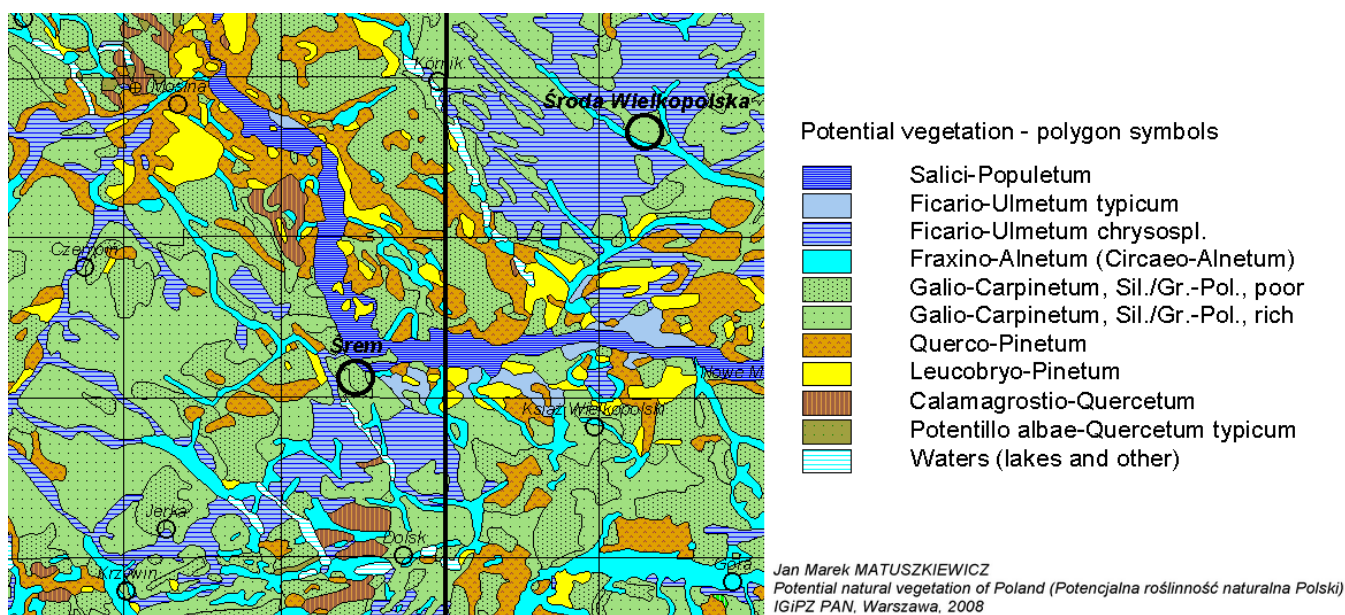 Kórnik
Mosina
Środa Wielkopolska
Czempiń
Śrem
Nowe M
Książ Wielkopolski
Jerka
Dolsk
Krzywiń
Góra
Potential vegetation - polygon symbols
Salici-Populetum
Ficario-Ulmetum typicum
Ficario-Ulmetum chrysospl.
Fraxino-Alnetum (Circaeo-Alnetum)
Galio-Carpinetum, Sil./Gr.-Pol., poor
Galio-Carpinetum, Sil./Gr.-Pol., rich
Querco-Pinetum
Leucobryo-Pinetum
Calamagrostio-Quercetum
Potentillo albae-Quercetum typicum
Waters (lakes and other)
Jan Marek MATUSZKIEWICZ
Potential natural vegetation of Poland (Potencjalna roślinność naturalna Polski)
IGiPZ PAN, Warszawa, 2008